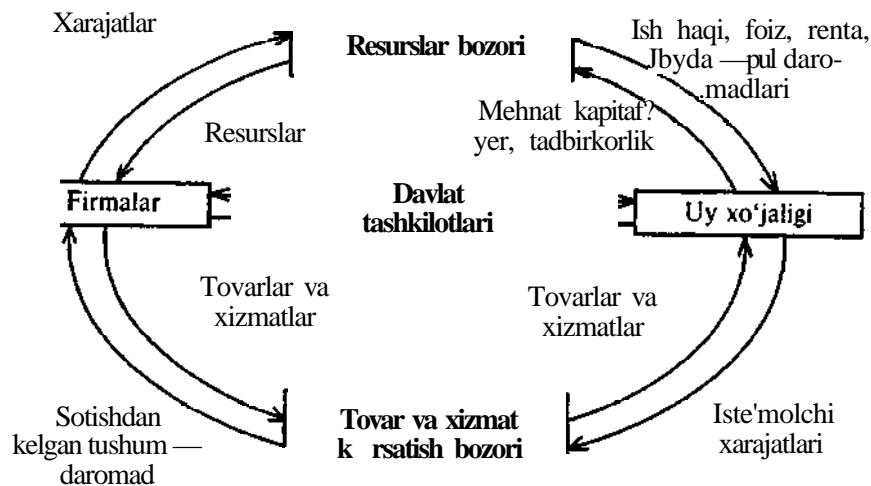 Xarajatlar
Resurslar bozori
Ish haqi, foiz, renta,
Jbyda —pul daro-
.madlari
Mehnat kapitaf?
yer, tadbirkorlik
Resurslar
Firmalar
Davlat
tashkilotlari
Uy xo‘jaligi
Tovarlar va
xizmatlar
Tovarlar va
xizmatlar
Sotishdan
kelgan tushum —
daromad
Tovar va xizmat
k rsatish bozori
Iste'molchi
xarajatlari